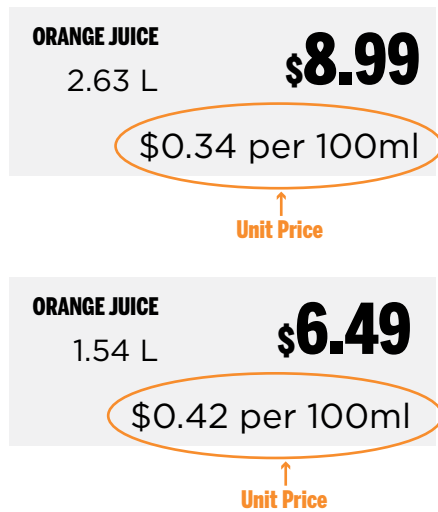 ORANGE JUICE
2.63 L
$8.99
$0.34 per 100ml
↑
Unit Price
ORANGE JUICE
1.54 L
$6.49
$0.42 per 100ml
↑
Unit Price